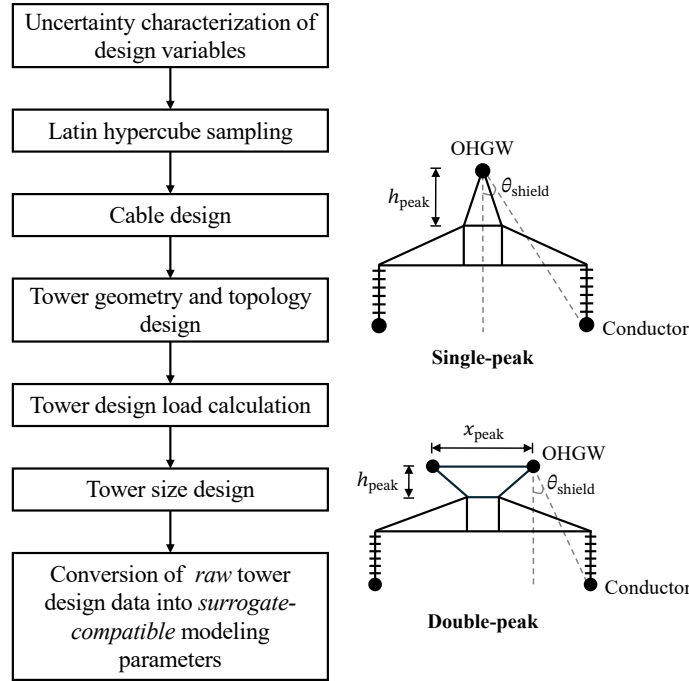 Uncertainty characterization of
design variables
Latin hypercube sampling
Cable design
Tower geometry and topology
design
Tower design load calculation
Tower size design
Conversion of raw tower
design data into surrogate-
compatible modeling
parameters
OHGW
h_peak
θ_shield
Conductor
Single-peak
x_peak
OHGW
h_peak
θ_shield
Conductor
Double-peak